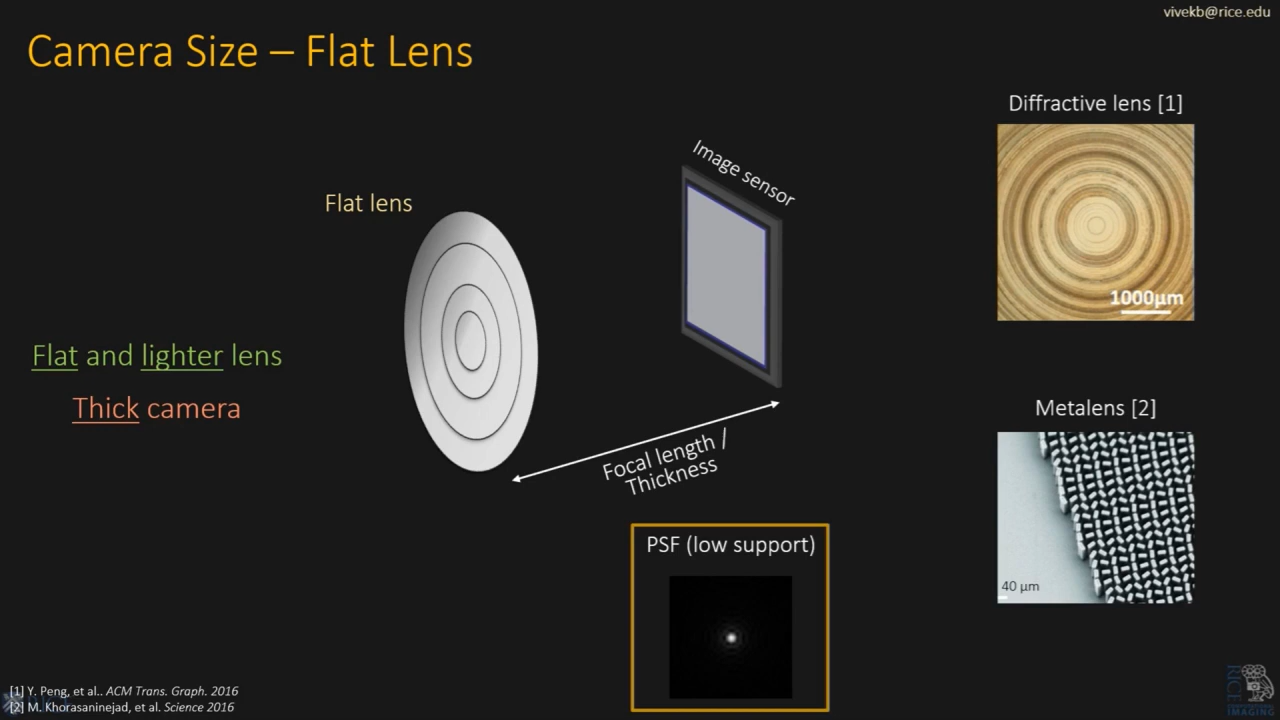 vivekb@rice.edu
Camera Size – Flat Lens
Diffractive lens [1]
Image sensor
Flat lens
1000µm
Flat and lighter lens
Thick camera
Focal length /
Thickness
Metalens [2]
40 µm
PSF (low support)
[1] Y. Peng, et al.. ACM Trans. Graph. 2016
[2] M. Khorasaninejad, et al. Science 2016
RICE
IMAGING